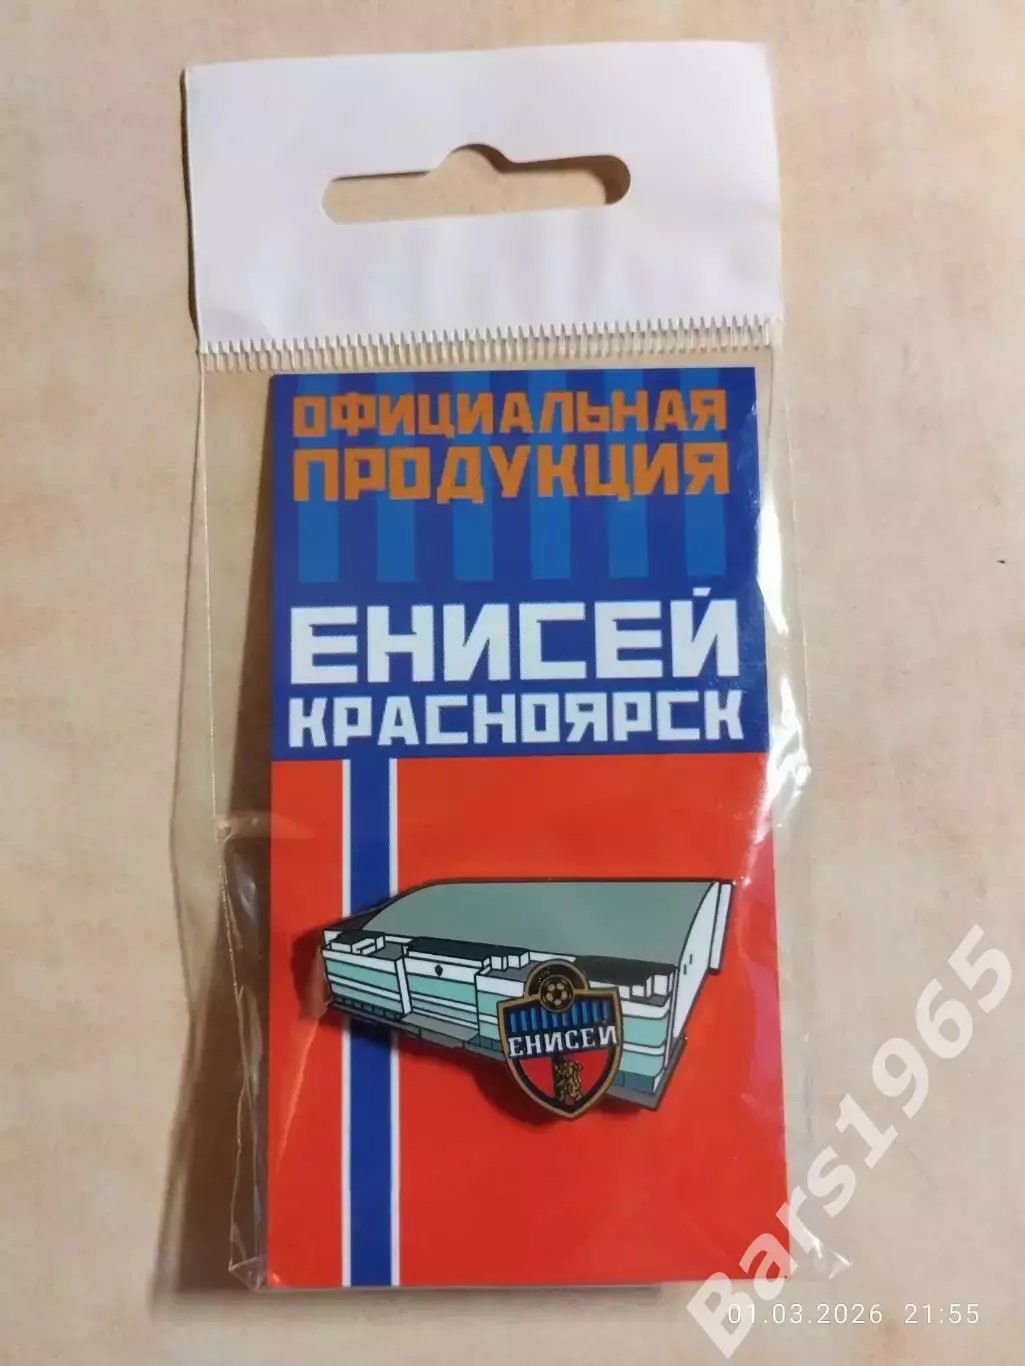 ОФИЦИАЛЬНАЯ
ПРОДУКЦИЯ
ЕНИСЕЙ
КРАСНОЯРСК
ЕНИСЕЙ
Bars1965
01.03.2026 21:55